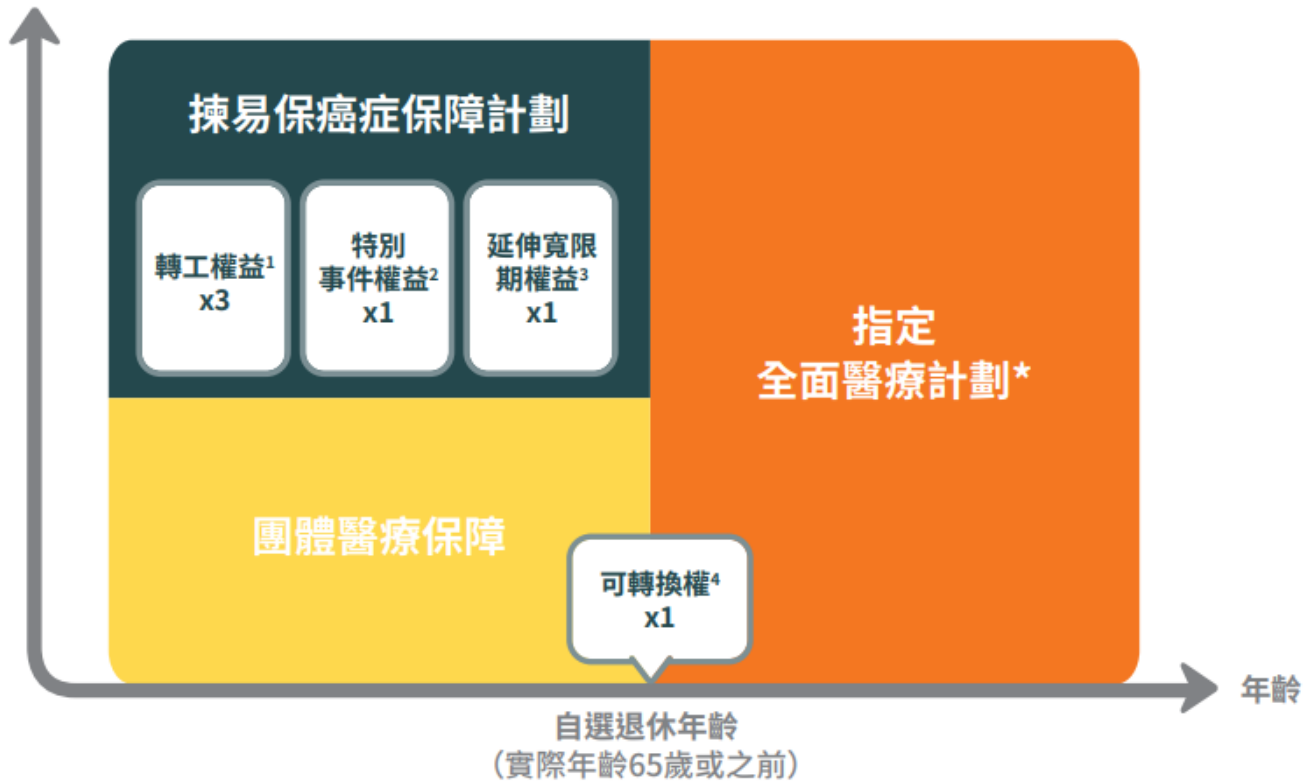 揀易保癌症保障計劃
轉工權益¹
x3
特別
事件權益²
x1
延伸寬限
期權益³
x1
指定
全面醫療計劃*
團體醫療保障
可轉換權⁴
x1
年齡
自選退休年齡
（實際年齡65歲或之前）